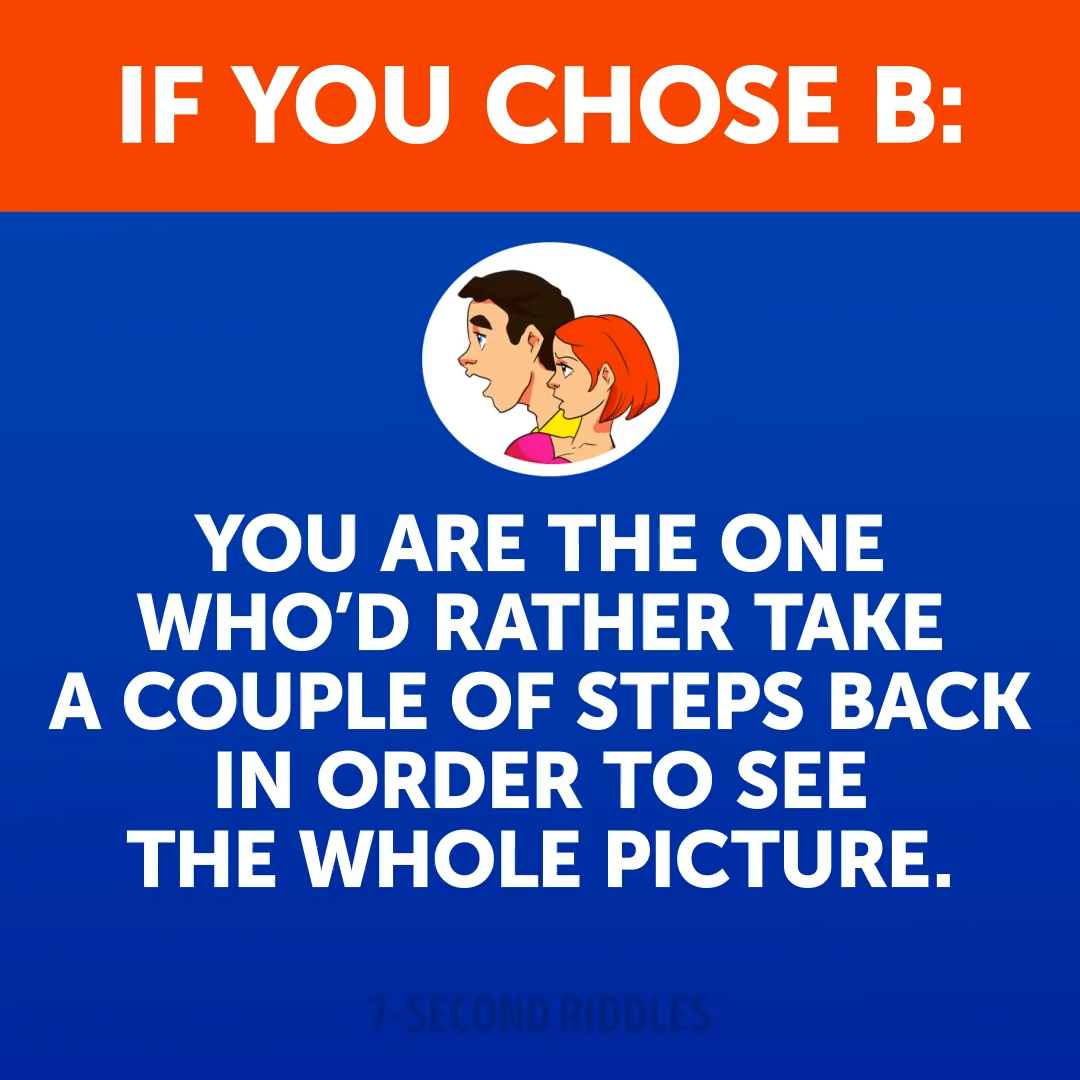 IF YOU CHOSE B:
YOU ARE THE ONE
WHO’D RATHER TAKE
A COUPLE OF STEPS BACK
IN ORDER TO SEE
THE WHOLE PICTURE.
7-SECOND RIDDLES